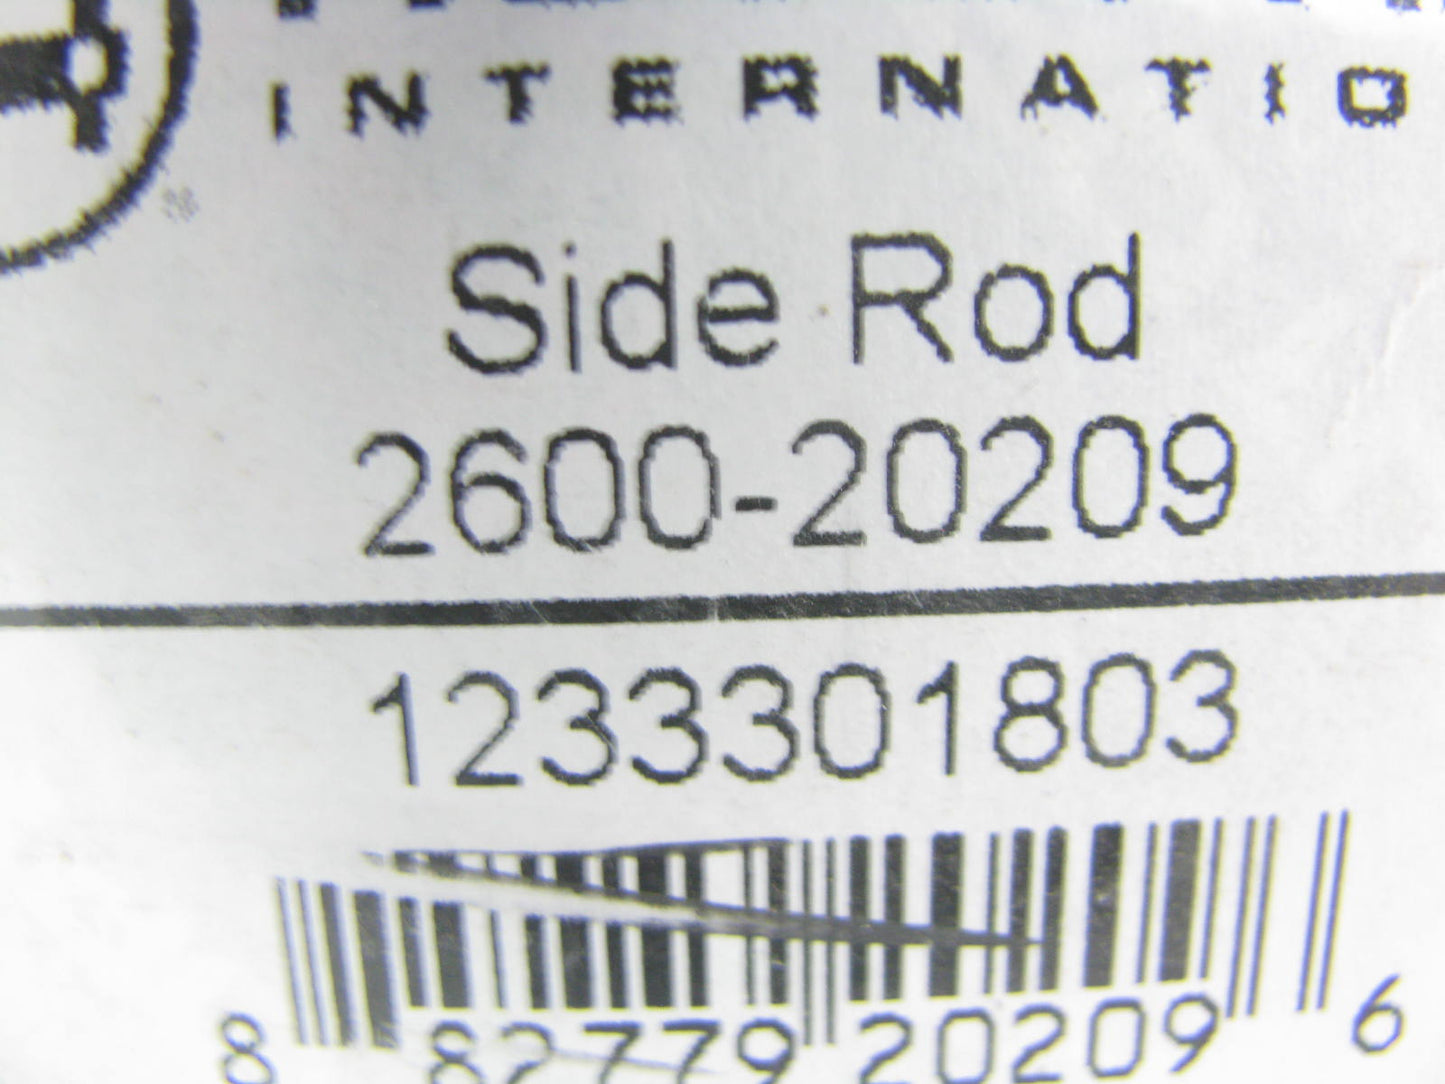 INTERNATIO
Side Rod
2600-20209
1233301803
8 82779 20209 6